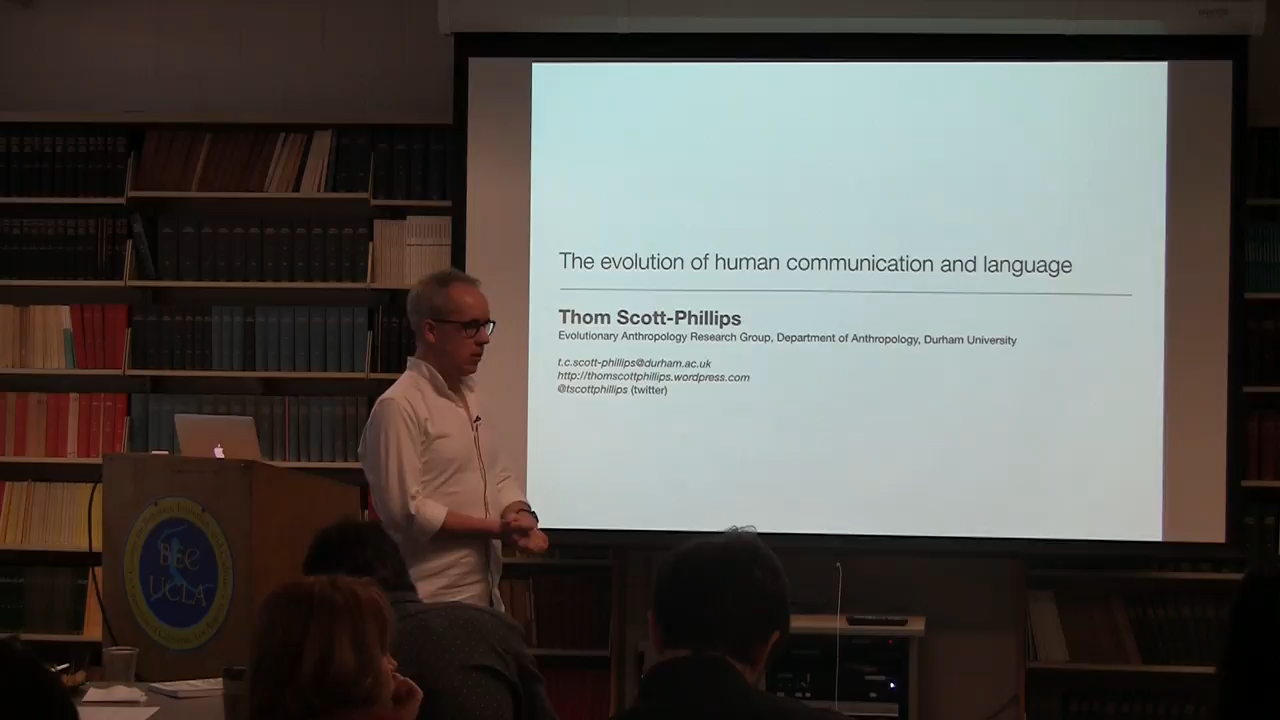 The evolution of human communication and language
Thom Scott-Phillips
Evolutionary Anthropology Research Group, Department of Anthropology, Durham University
t.c.scott-phillips@durham.ac.uk
http://thomscottphillips.wordpress.com
@tscottphillips (twitter)
BEC
UCLA